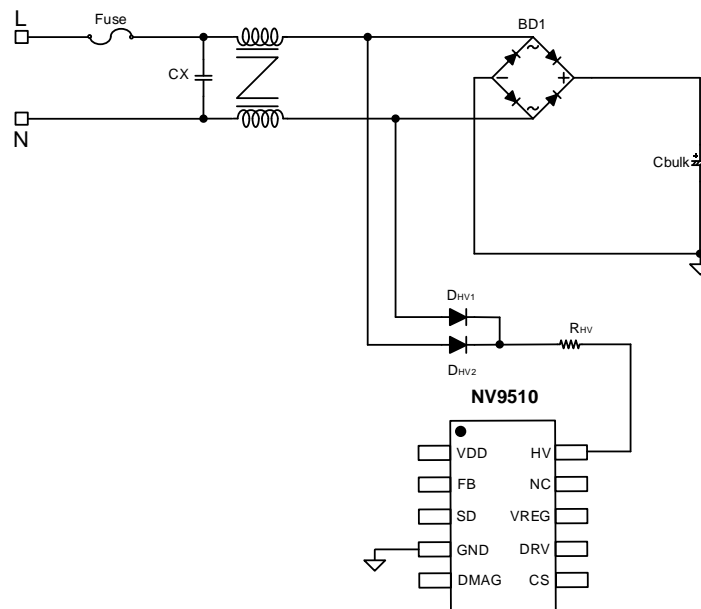 L
Fuse
BD1
CX
~
N
~
Cbulk
DHV1
RHV
DHV2
NV9510
VDD HV
FB NC
SD VREG
GND DRV
DMAG CS